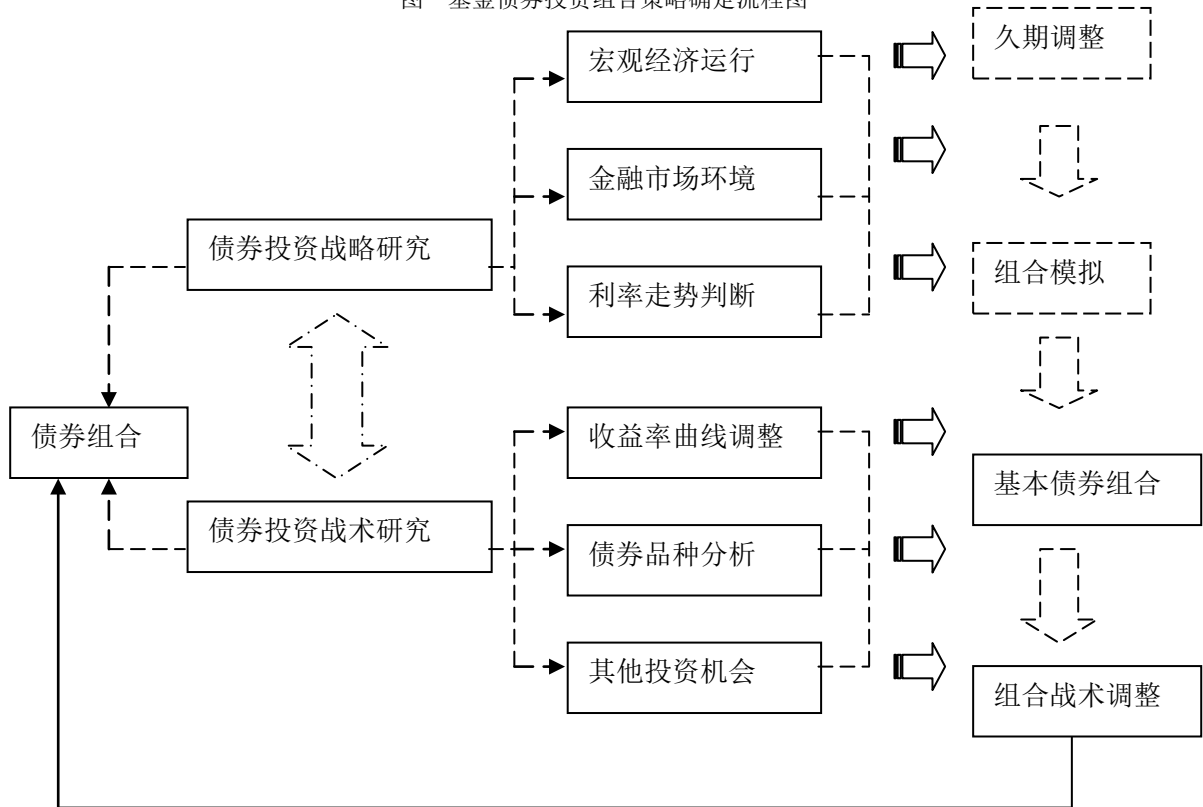 图 基金债券投资组合策略确定流程图
宏观经济运行
久期调整
金融市场环境
债券投资战略研究
利率走势判断
组合模拟
债券组合
收益率曲线调整
基本债券组合
债券投资战术研究
债券品种分析
其他投资机会
组合战术调整